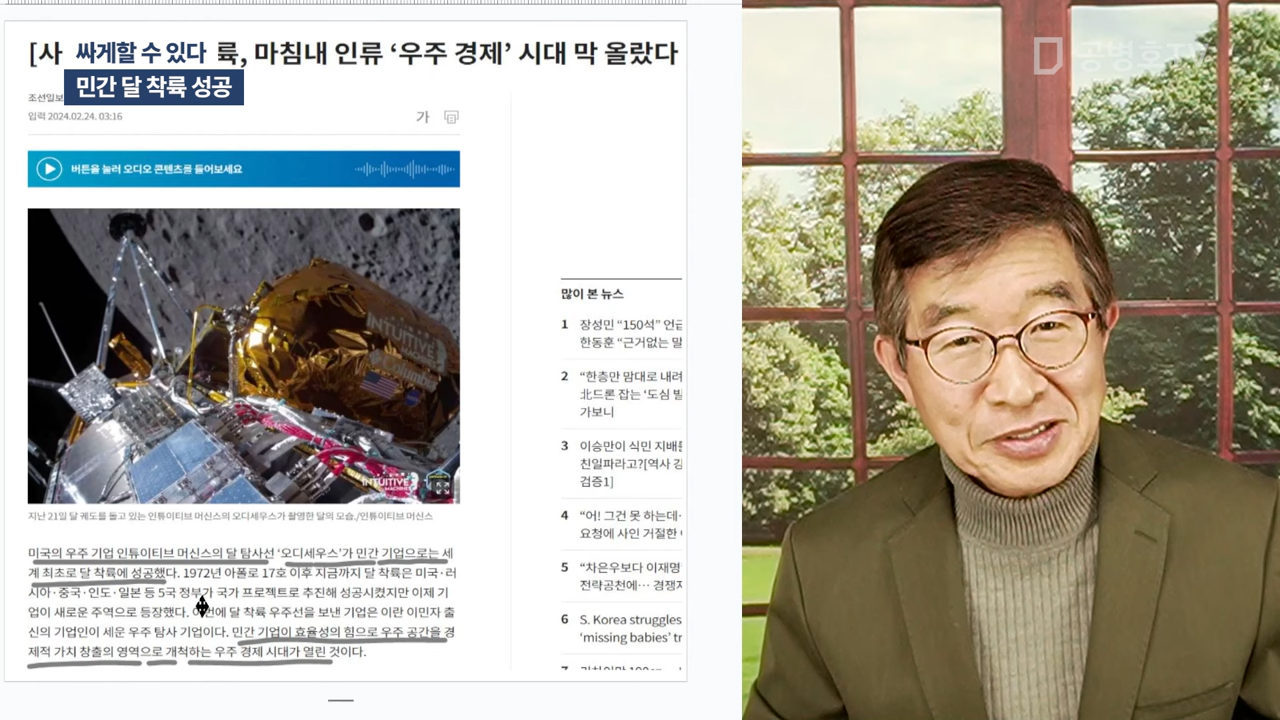 [사
싸게할 수 있다
륙, 마침내 인류 ‘우주 경제’ 시대 막 올랐다
민간 달 착륙 성공
조선일보
입력 2024.02.24. 03:16
가
버튼을 눌러 오디오 콘텐츠를 들어보세요
INTUITIVE
Columbia
INTUITIVE
MACHINES
지난 21일 달 궤도를 돌고 있는 인튜이티브 머신스의 오디세우스가 촬영한 달의 모습./인튜이티브 머신스
미국의 우주 기업 인튜이티브 머신스의 달 탐사선 ‘오디세우스’가 민간 기업으로는 세
계 최초로 달 착륙에 성공했다. 1972년 아폴로 17호 이후 지금까지 달 착륙은 미국·러
시아·중국·인도·일본 등 5국 정부가 국가 프로젝트로 추진해 성공시켰지만 이제 기
업이 새로운 주역으로 등장했다. 이번에 달 착륙 우주선을 보낸 기업은 이란 이민자 출
신의 기업인이 세운 우주 탐사 기업이다. 민간 기업이 효율성의 힘으로 우주 공간을 경
제적 가치 창출의 영역으로 개척하는 우주 경제 시대가 열린 것이다.
많이 본 뉴스
1 장성민 “150석” 언급
한동훈 “근거없는 말
2 “한층만 맘대로 내려
北드론 잡는 ‘도심 발
가보니
3 이승만이 식민 지배를
친일파라고?[역사 강
검증1]
4 “어! 그건 못 하는데·
요청에 사인 거절한
5 “차은우보다 이재명
전략공천에… 경쟁자
6 S. Korea struggles
‘missing babies’ tr
7
공병호TV